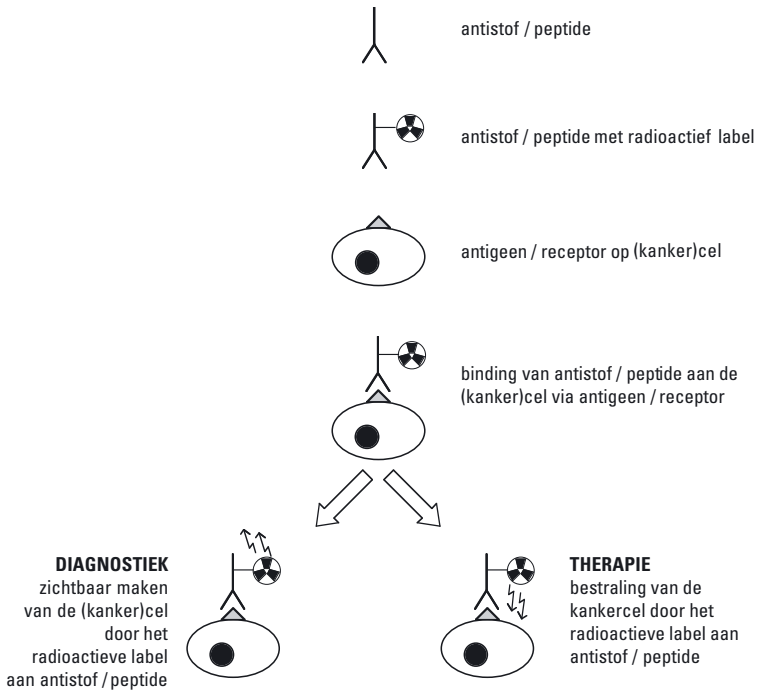 antistof / peptide
antistof / peptide met radioactief label
antigeen / receptor op (kanker)cel
binding van antistof / peptide aan de
(kanker)cel via antigeen / receptor
DIAGNOSTIEK
zichtbaar maken
van de (kanker)cel
door het
radioactieve label
aan antistof / peptide
THERAPIE
bestraling van de
kankercel door het
radioactieve label aan
antistof / peptide